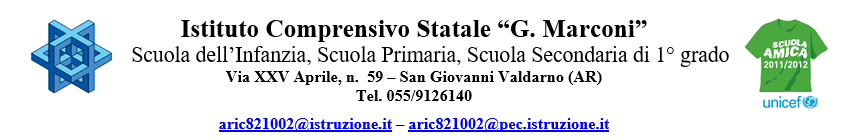 Istituto Comprensivo Statale “G. Marconi”
Scuola dell’Infanzia, Scuola Primaria, Scuola Secondaria di 1° grado
Via XXV Aprile, n.  59 – San Giovanni Valdarno (AR)
Tel. 055/9126140
aric821002@istruzione.it – aric821002@pec.istruzione.it
SCUOLA
AMICA
2011/2012
unicef